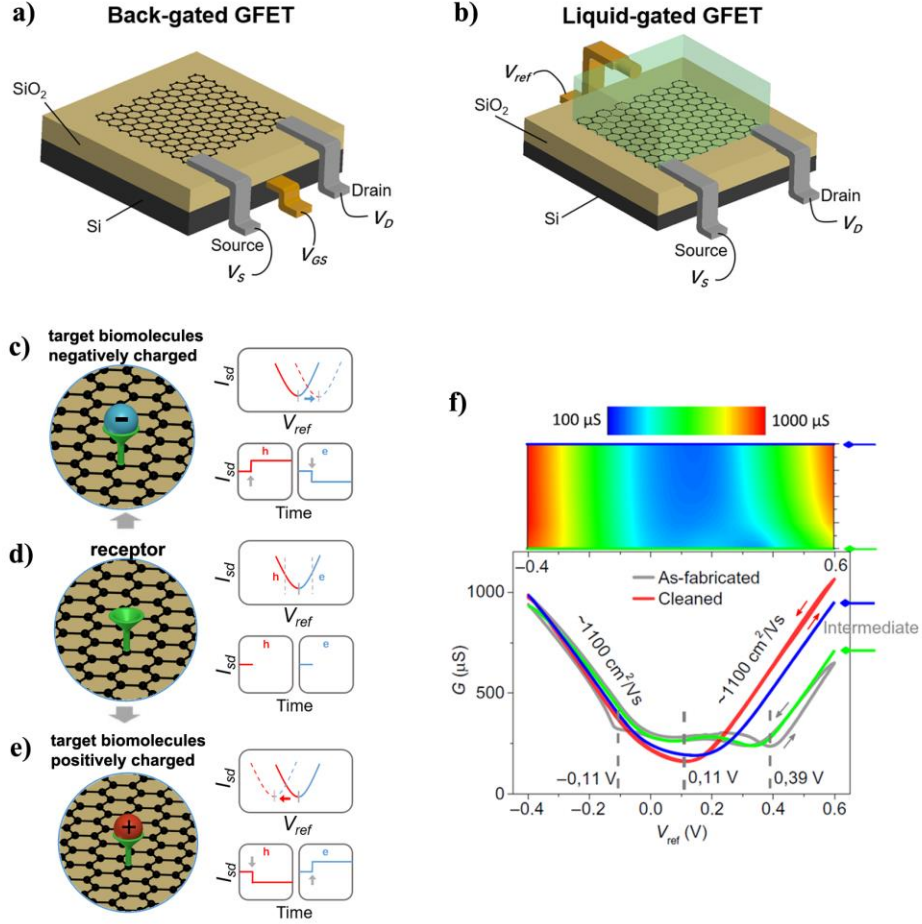 a)
Back-gated GFET
SiO2
Si
Source
VS
VGS
Drain
VD
b)
Liquid-gated GFET
Vref
SiO2
Si
Source
VS
Drain
VD
c)
target biomolecules
negatively charged
−
Isd
Vref
Isd
h
e
Time
d)
receptor
Isd
h
e
Isd
h
e
e)
target biomolecules
positively charged
+
Isd
Vref
Isd
h
e
Time
f)
100 µS
1000 µS
−0.4
0.6
As-fabricated
Cleaned
Intermediate
~1100 cm²/Vs
~1100 cm²/Vs
1000
500
0
G (µS)
−0,11 V
0,11 V
0,39 V
−0.4
−0.2
0.0
0.2
0.4
0.6
Vref (V)